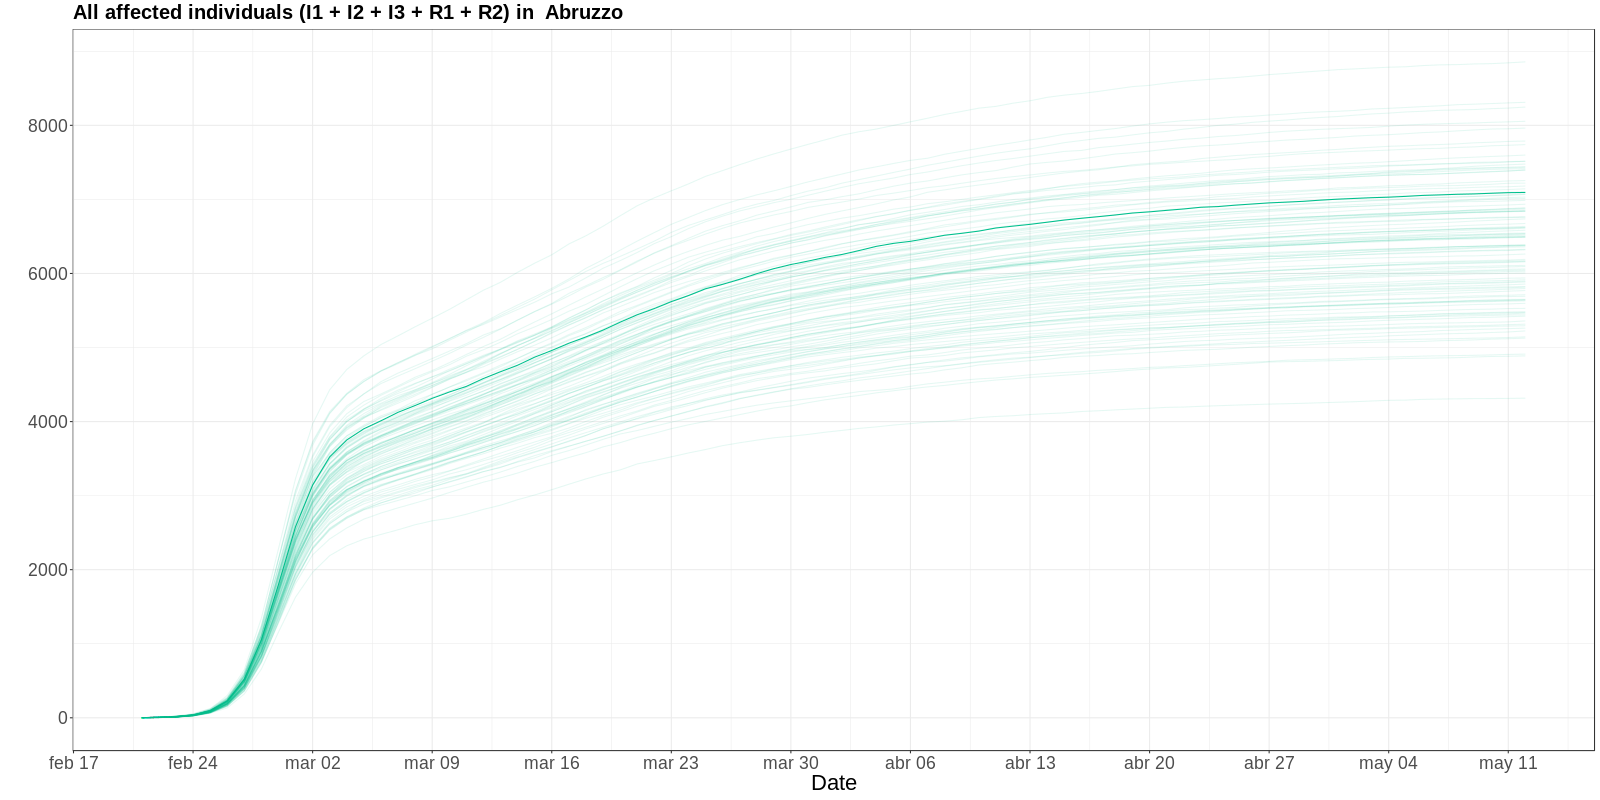 All affected individuals (I1 + I2 + I3 + R1 + R2) in  Abruzzo
8000
6000
4000
2000
0
feb 17 feb 24 mar 02 mar 09 mar 16 mar 23 mar 30 abr 06 abr 13 abr 20 abr 27 may 04 may 11
Date